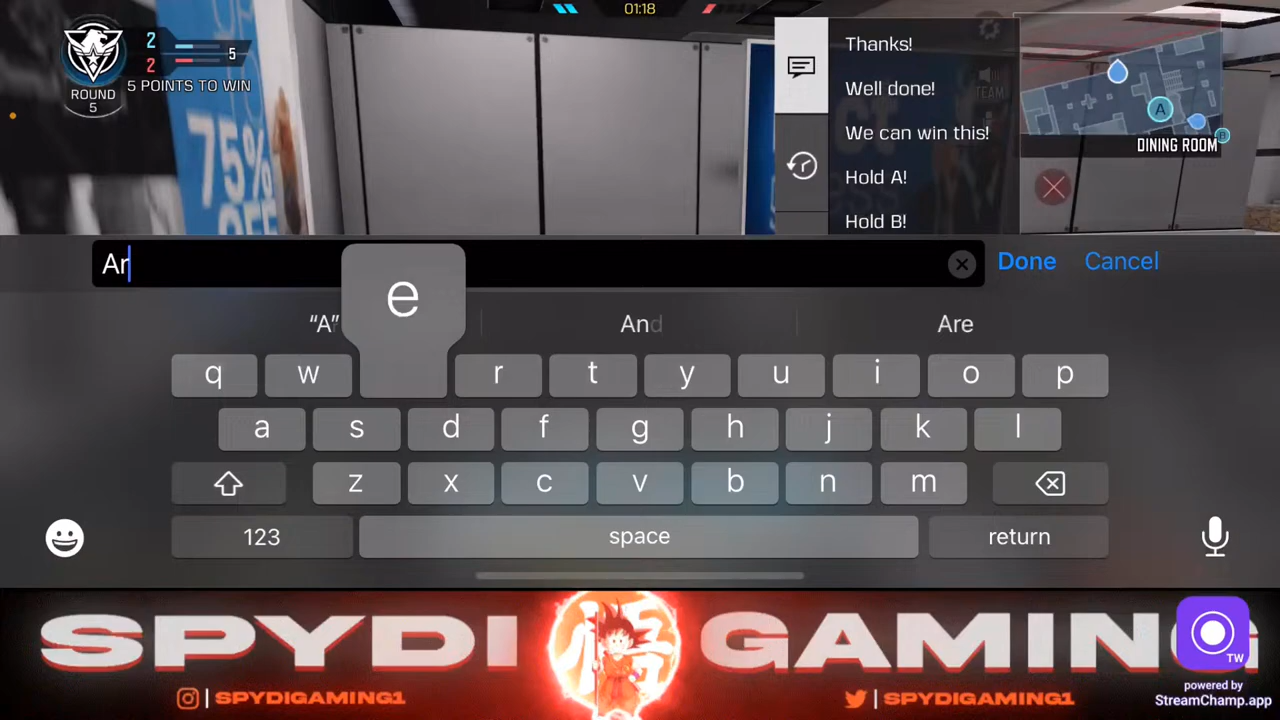 01:18
2
2
5
5 POINTS TO WIN
ROUND
5
75%
OFF
Thanks!
Well done!
We can win this!
Hold A!
Hold B!
TEAM
A
B
DINING ROOM
Ar
Done
Cancel
e
“A”
And
Are
q w r t y u i o p
a s d f g h j k l
z x c v b n m
123
space
return
SPYDI GAMING
悟
| SPYDIGAMING1
| SPYDIGAMING1
TW
powered by
StreamChamp.app